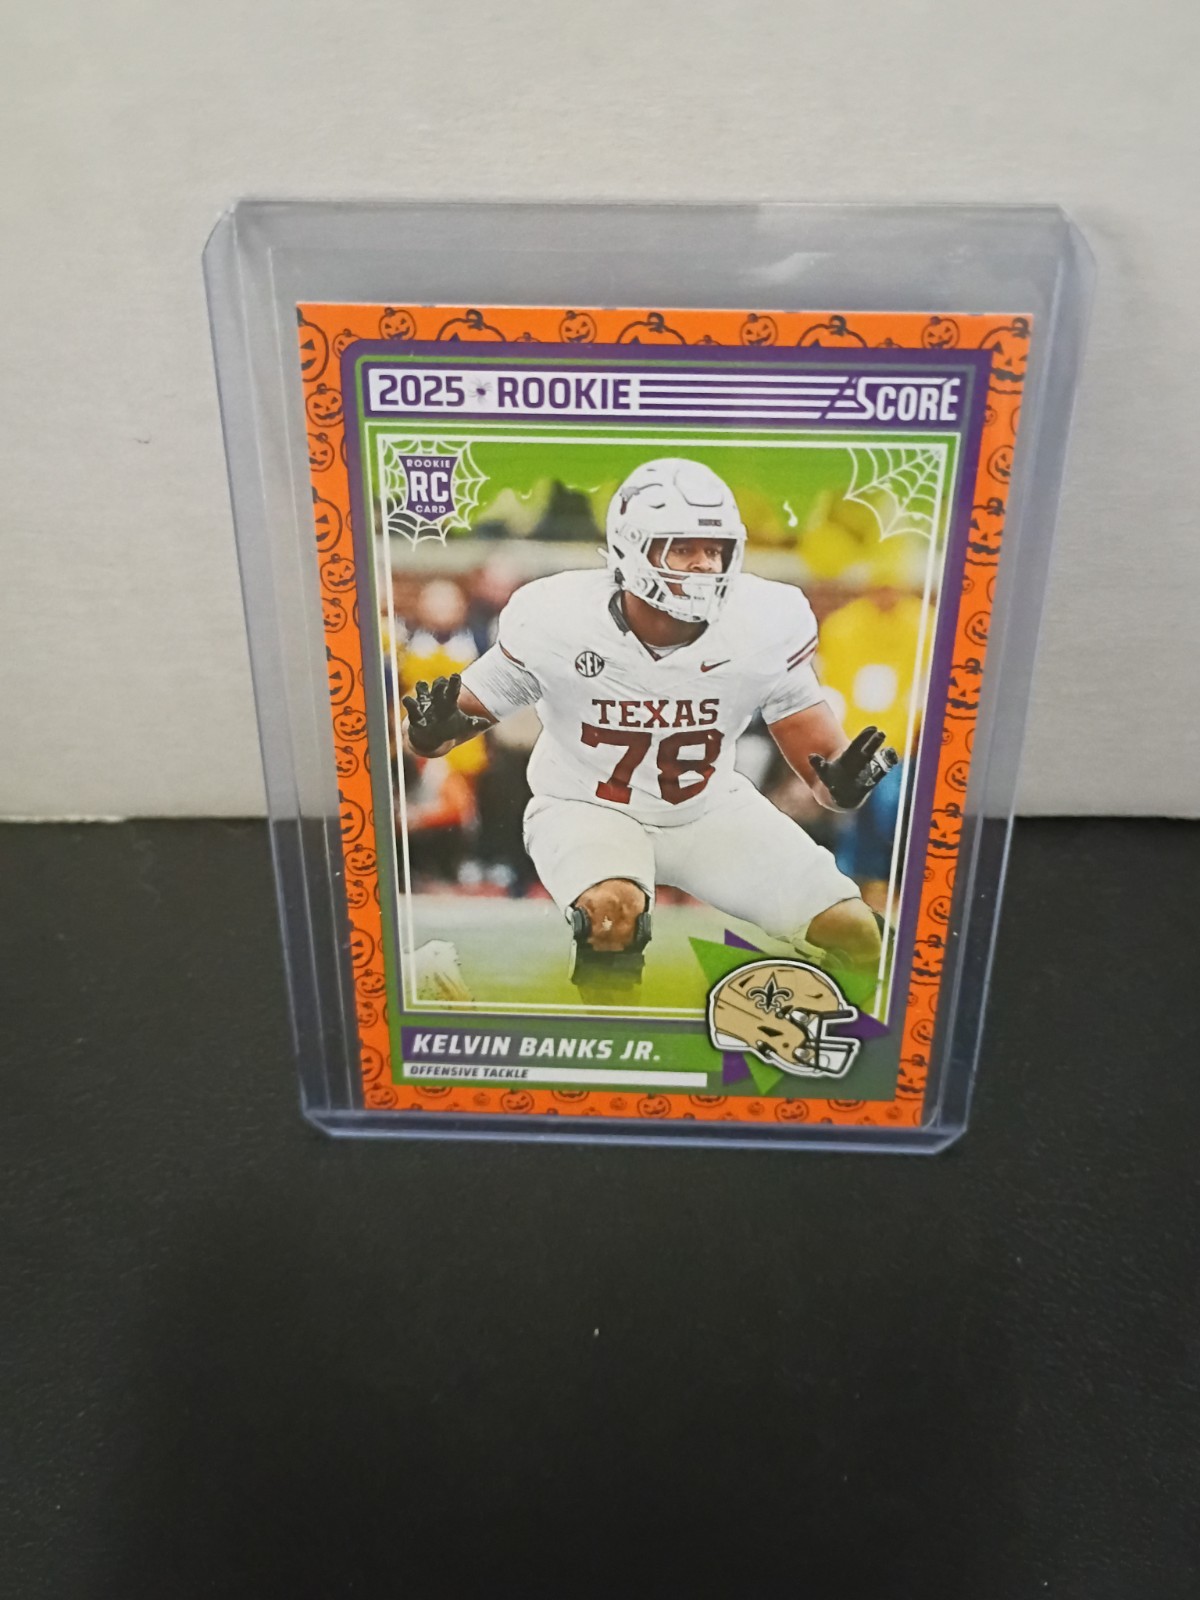 2025 ROOKIE SCORE
ROOKIE
RC
CARD
SEC
TEXAS
78
KELVIN BANKS JR.
OFFENSIVE TACKLE